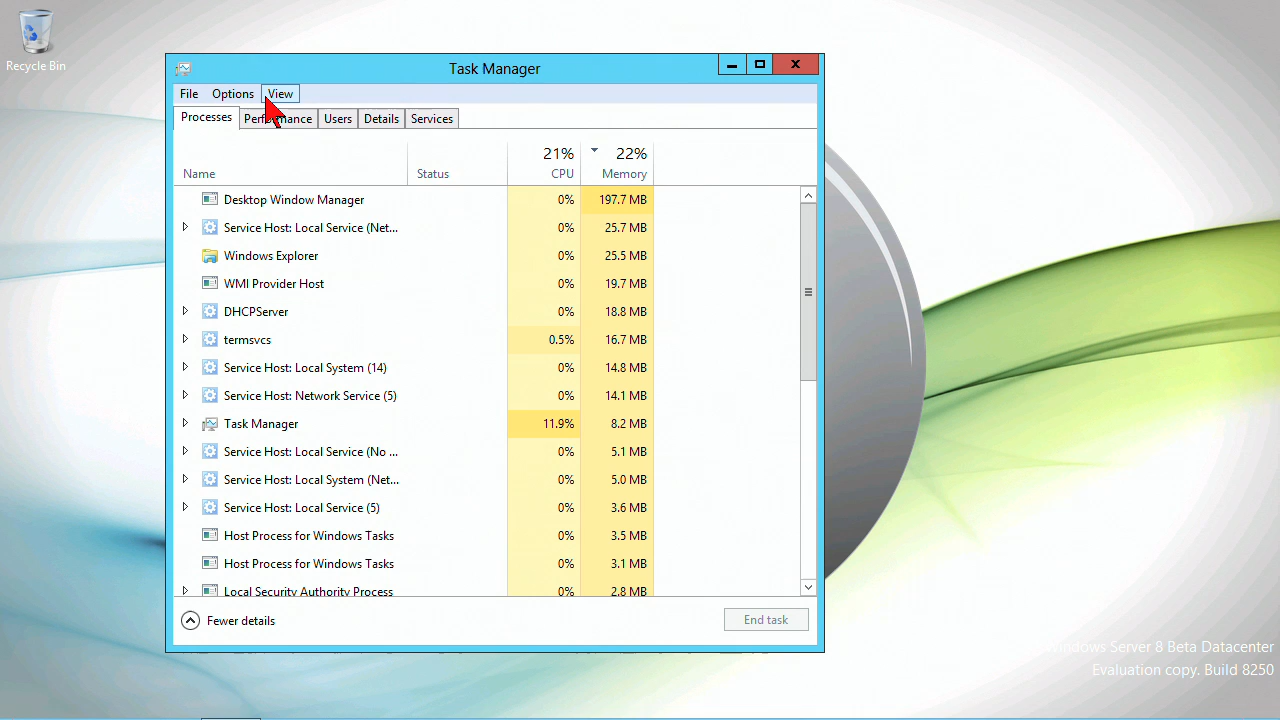 Recycle Bin
Task Manager
File Options View
Processes Performance Users Details Services
21% 22%
Name Status CPU Memory
Desktop Window Manager 0% 197.7 MB
Service Host: Local Service (Net... 0% 25.7 MB
Windows Explorer 0% 25.5 MB
WMI Provider Host 0% 19.7 MB
DHCPServer 0% 18.8 MB
termsvcs 0.5% 16.7 MB
Service Host: Local System (14) 0% 14.8 MB
Service Host: Network Service (5) 0% 14.1 MB
Task Manager 11.9% 8.2 MB
Service Host: Local Service (No ... 0% 5.1 MB
Service Host: Local System (Net... 0% 5.0 MB
Service Host: Local Service (5) 0% 3.6 MB
Host Process for Windows Tasks 0% 3.5 MB
Host Process for Windows Tasks 0% 3.1 MB
Local Security Authority Process 0% 2.8 MB
Fewer details End task
Windows Server 8 Beta Datacenter
Evaluation copy. Build 8250